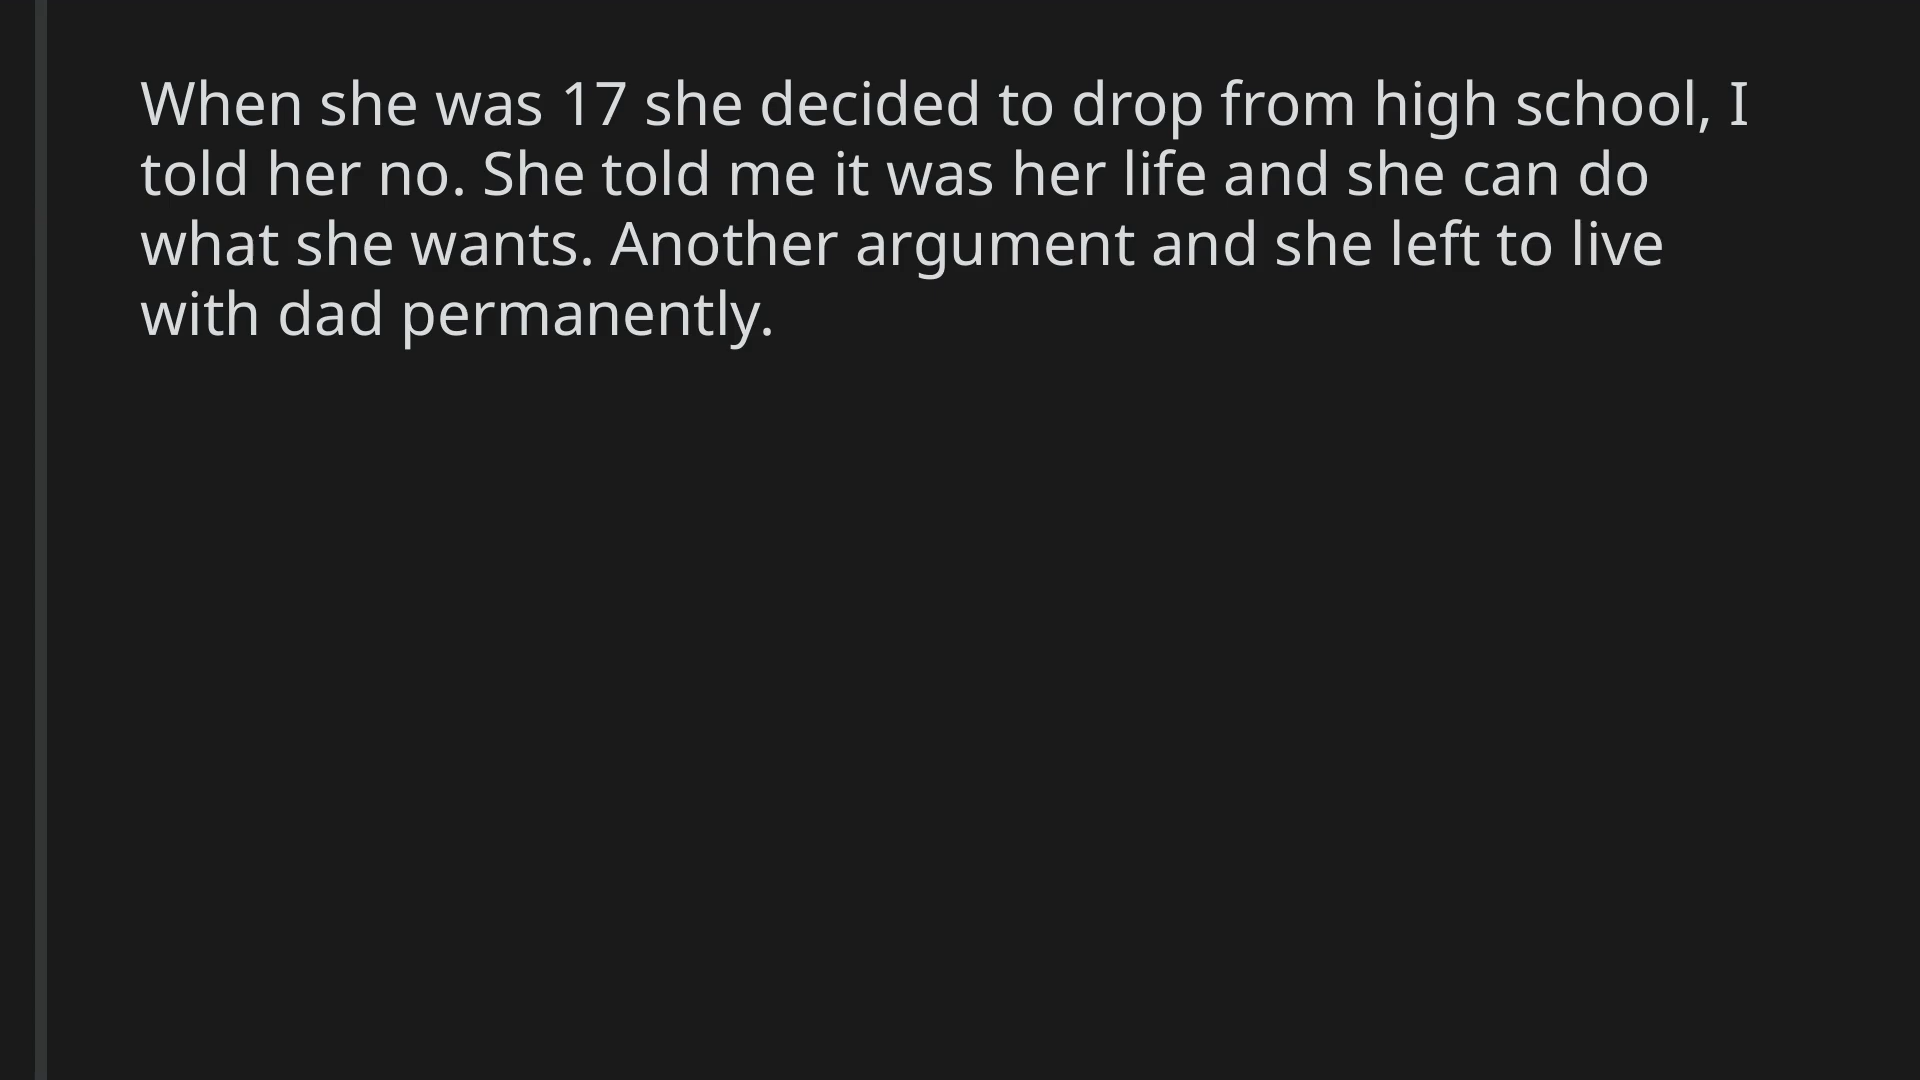 When she was 17 she decided to drop from high school, I
told her no. She told me it was her life and she can do
what she wants. Another argument and she left to live
with dad permanently.